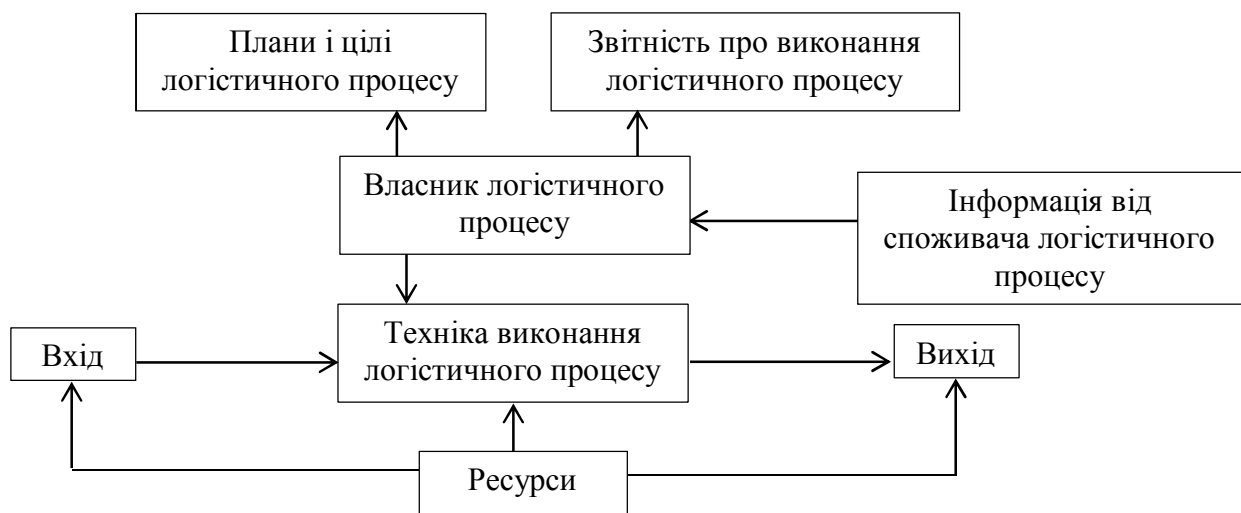 Плани і цілі
логістичного процесу
Звітність про виконання
логістичного процесу
Власник логістичного
процесу
Інформація від
споживача логістичного
процесу
Вхід
Техніка виконання
логістичного процесу
Вихід
Ресурси